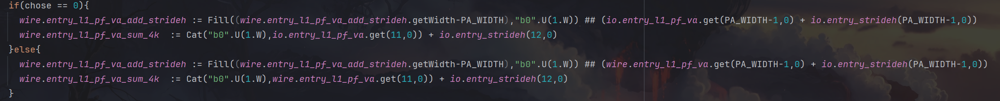 if(chose == 0){
  wire.entry_l1_pf_va_add_strideh := Fill((wire.entry_l1_pf_va_add_strideh.getWidth-PA_WIDTH),"b0".U(1.W)) ## (io.entry_l1_pf_va.get(PA_WIDTH-1,0) + io.entry_strideh(PA_WIDTH-1,0))
  wire.entry_l1_pf_va_sum_4k  := Cat("b0".U(1.W),io.entry_l1_pf_va.get(11,0)) + io.entry_strideh(12,0)
}else{
  wire.entry_l1_pf_va_add_strideh := Fill((wire.entry_l1_pf_va_add_strideh.getWidth-PA_WIDTH),"b0".U(1.W)) ## (wire.entry_l1_pf_va.get(PA_WIDTH-1,0) + io.entry_strideh(PA_WIDTH-1,0))
  wire.entry_l1_pf_va_sum_4k  := Cat("b0".U(1.W),wire.entry_l1_pf_va.get(11,0)) + io.entry_strideh(12,0)
}